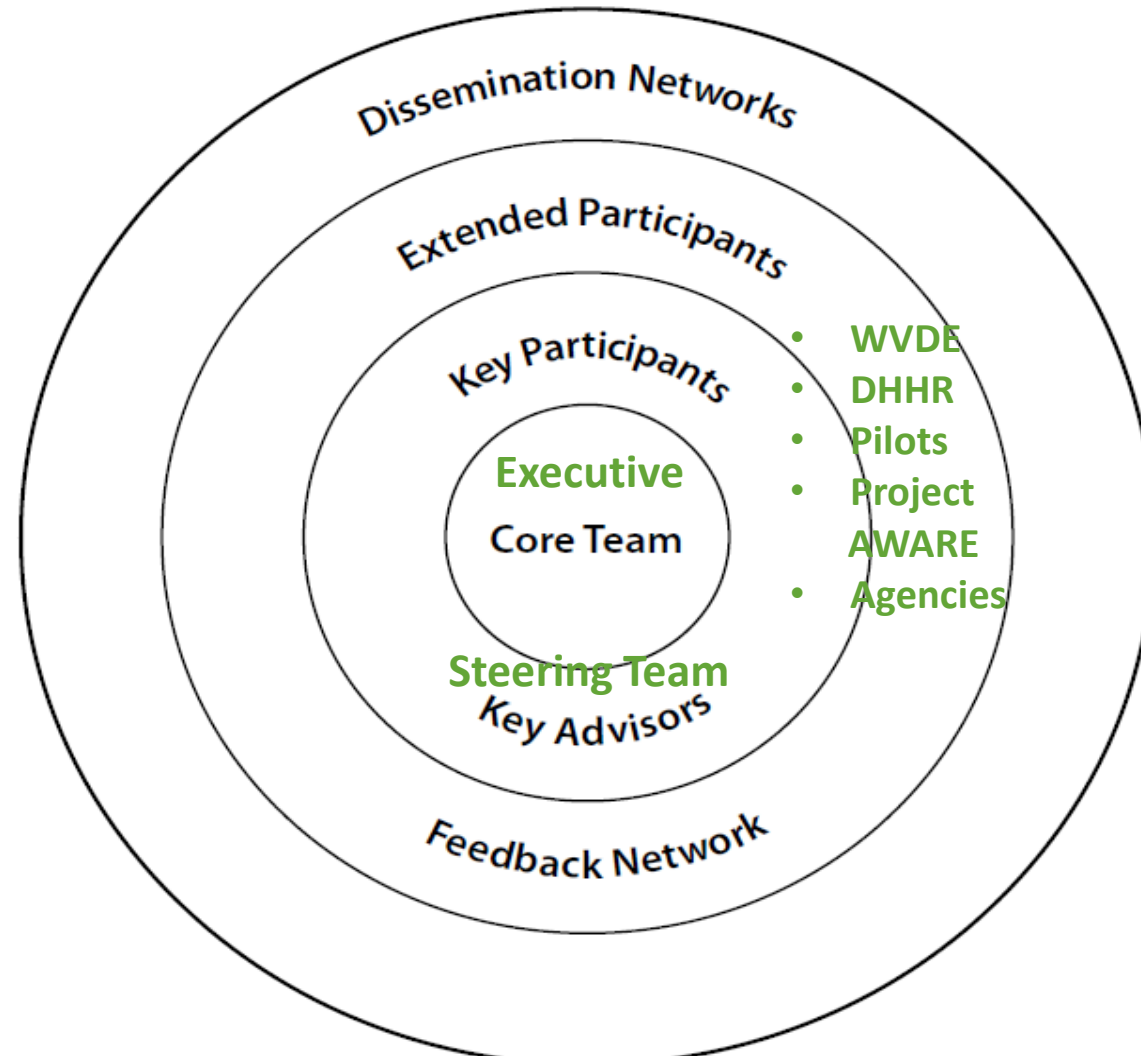 Dissemination Networks
Extended Participants
Key Participants
• WVDE
• DHHR
• Pilots
• Project
AWARE
• Agencies
Executive
Core Team
Steering Team
Key Advisors
Feedback Network